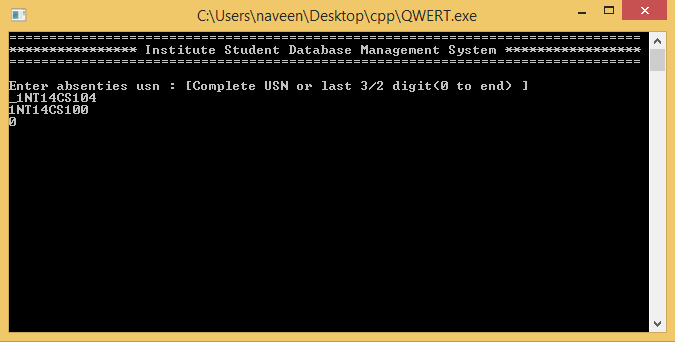 C:\Users\naveen\Desktop\cpp\QWERT.exe
===============================================================================
**************** Institute Student Database Management System *****************
===============================================================================
Enter absenties usn : [Complete USN or last 3/2 digit(0 to end) ]
_1NT14CS104
1NT14CS100
0